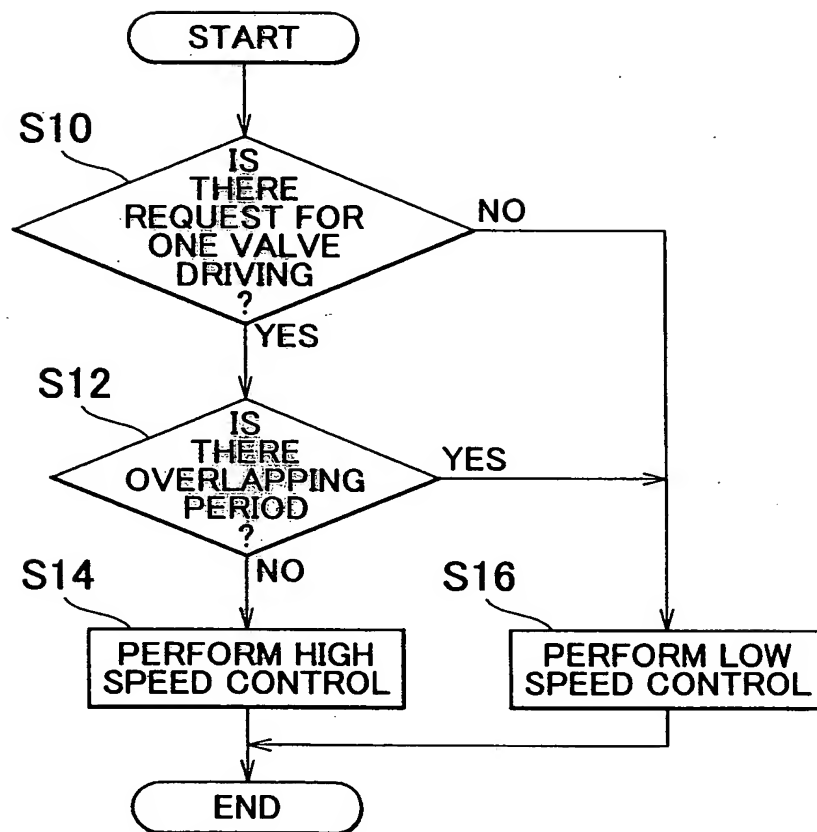 START
S10
IS
THERE
REQUEST FOR
ONE VALVE
DRIVING
?
NO
YES
S12
IS
THERE
OVERLAPPING
PERIOD
?
YES
NO
S14
PERFORM HIGH
SPEED CONTROL
S16
PERFORM LOW
SPEED CONTROL
END